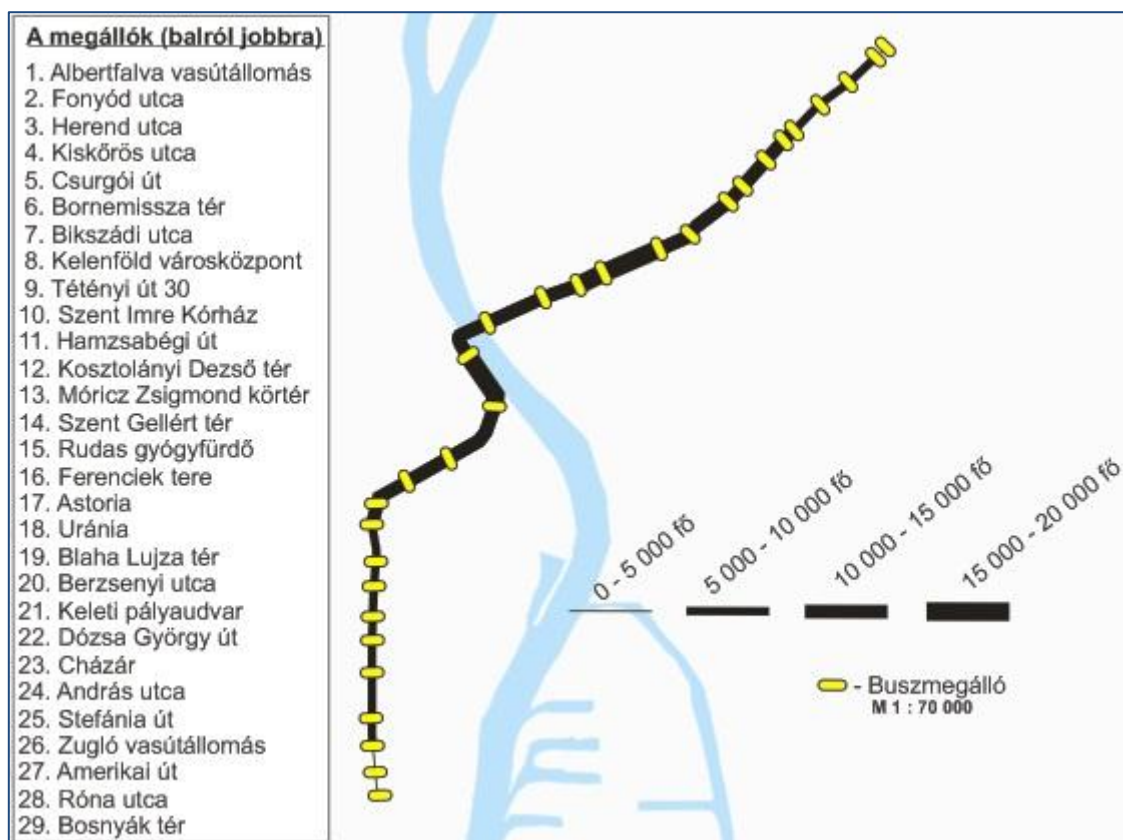 A megállók (balról jobbra)
1. Albertfalva vasútállomás
2. Fonyód utca
3. Herend utca
4. Kiskőrös utca
5. Csurgói út
6. Bornemissza tér
7. Bikszádi utca
8. Kelenföld városközpont
9. Tétényi út 30
10. Szent Imre Kórház
11. Hamzsabégi út
12. Kosztolányi Dezső tér
13. Móricz Zsigmond körtér
14. Szent Gellért tér
15. Rudas gyógyfürdő
16. Ferenciek tere
17. Astoria
18. Uránia
19. Blaha Lujza tér
20. Berzsenyi utca
21. Keleti pályaudvar
22. Dózsa György út
23. Cházár
24. András utca
25. Stefánia út
26. Zugló vasútállomás
27. Amerikai út
28. Róna utca
29. Bosnyák tér
0 - 5 000 fő
5 000 - 10 000 fő
10 000 - 15 000 fő
15 000 - 20 000 fő
- Buszmegálló
M 1 : 70 000